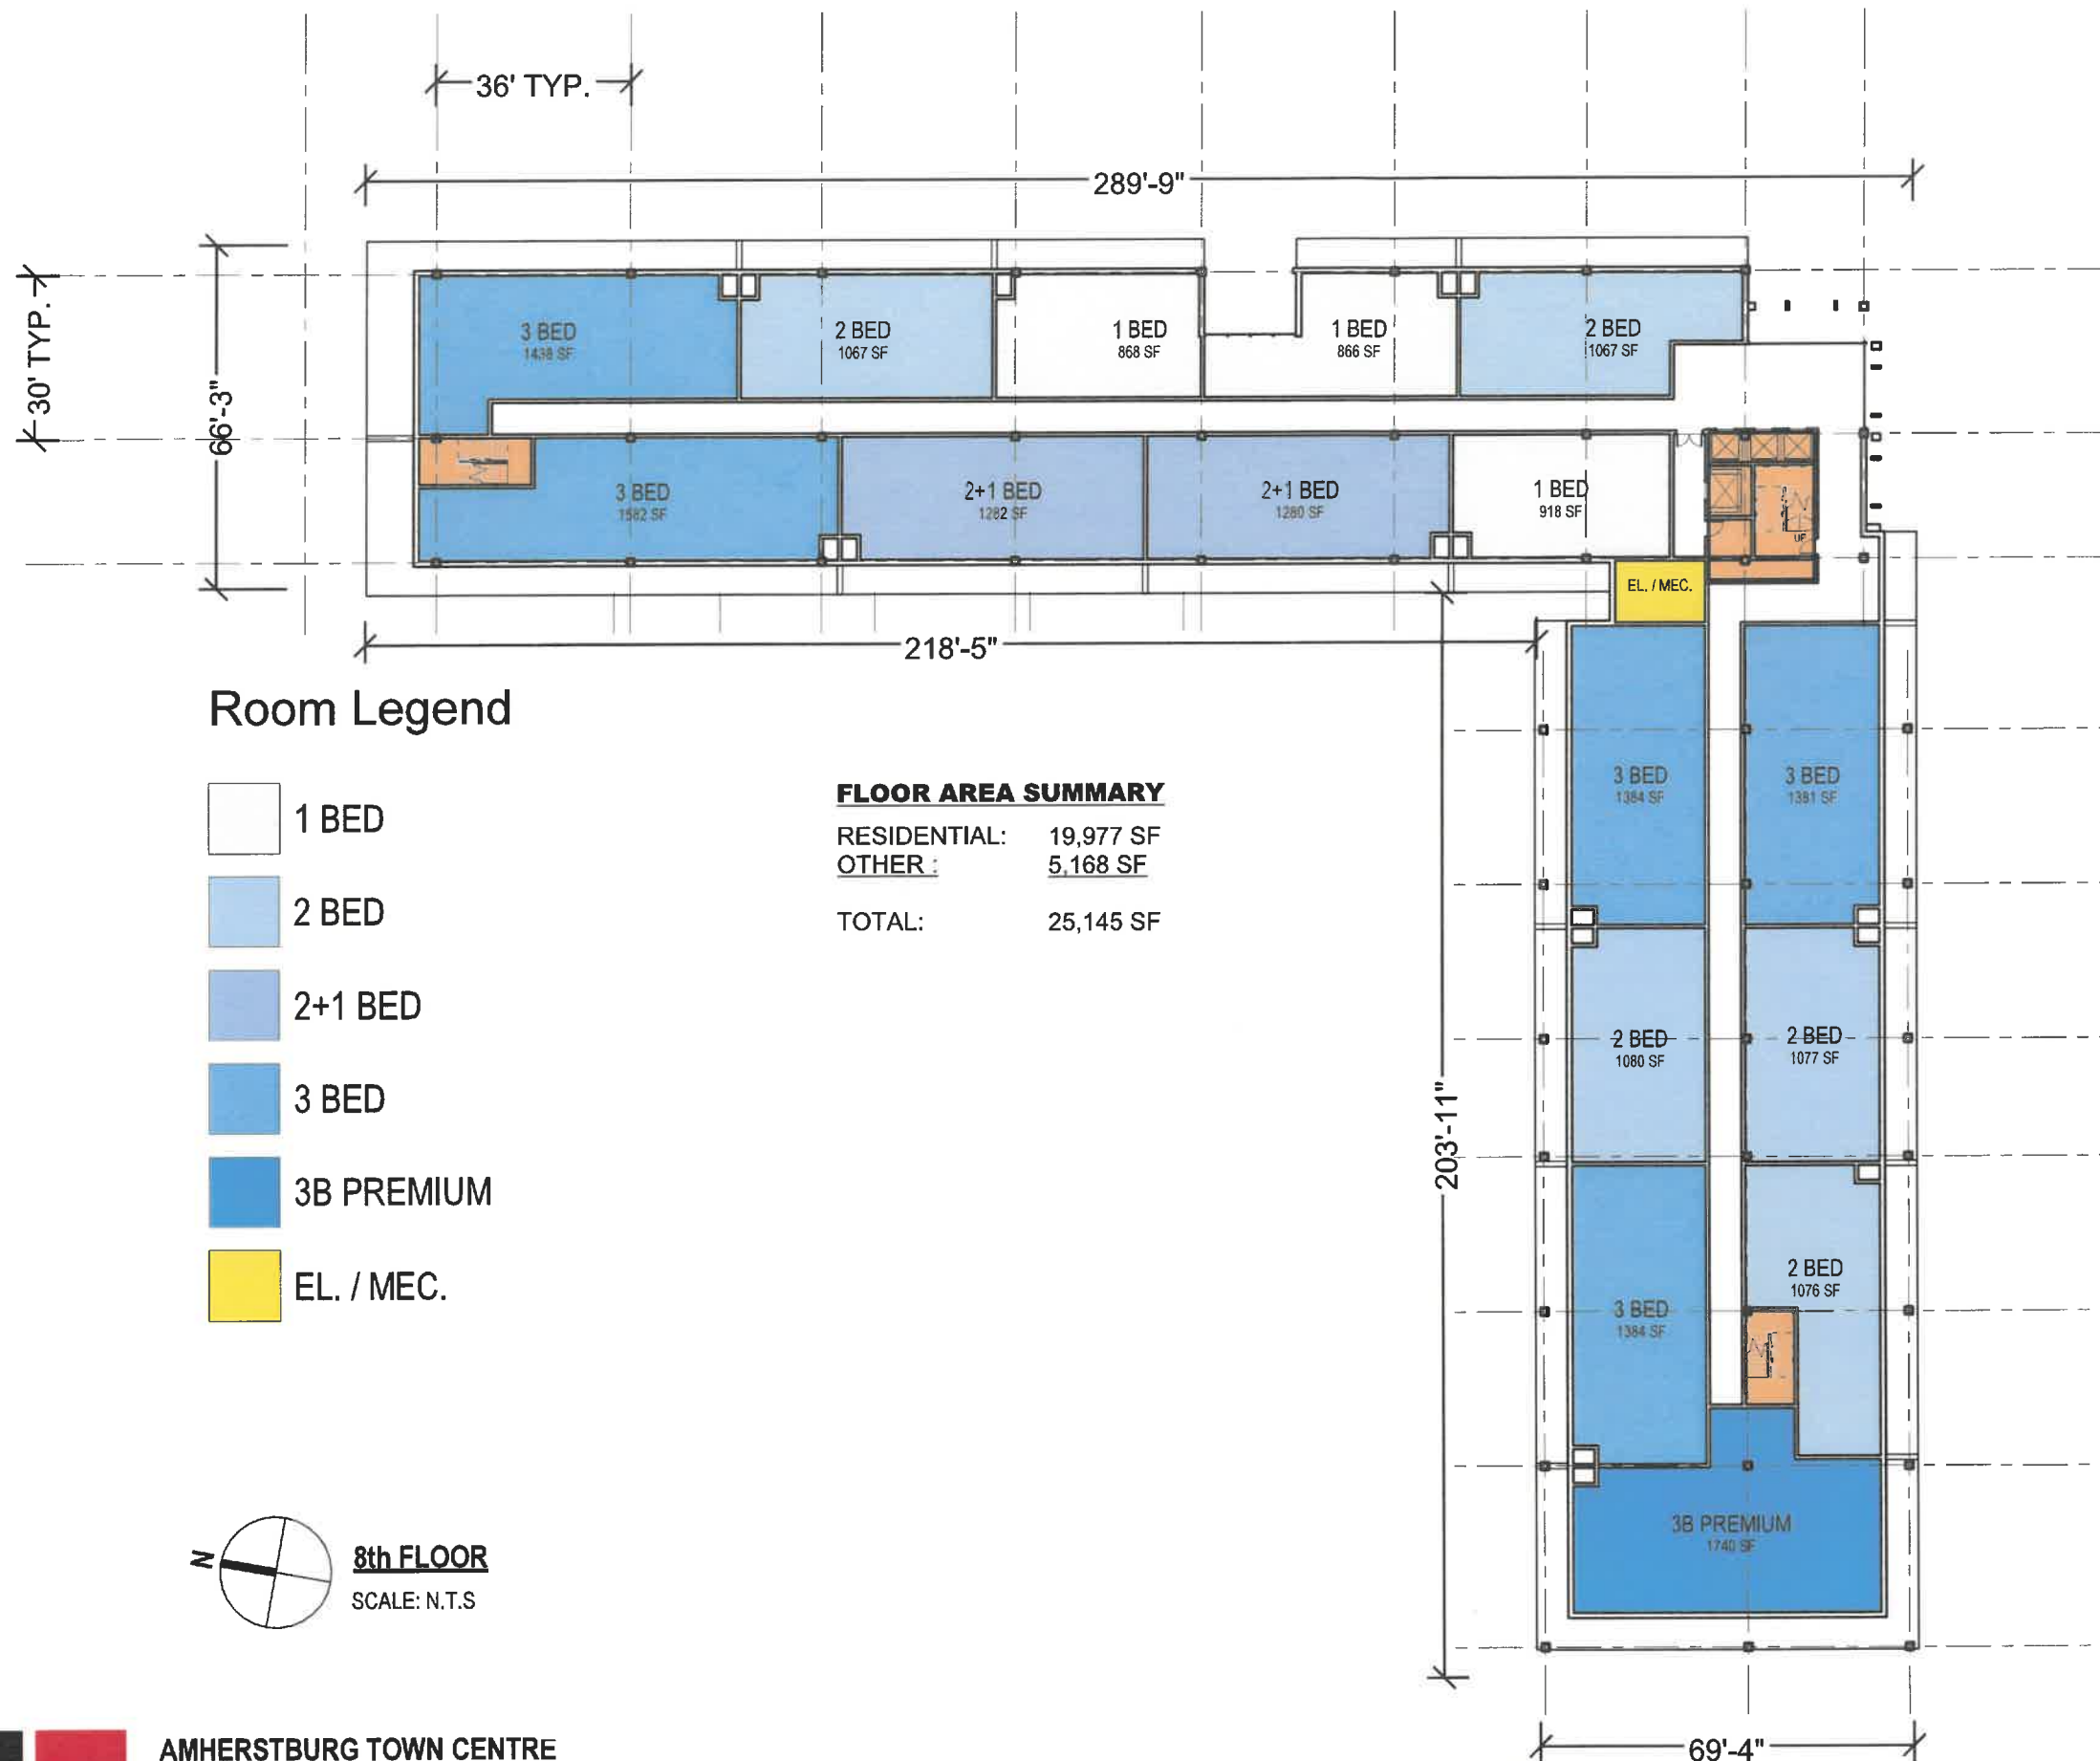 36' TYP.
289'-9"
30' TYP.
66'-3"
3 BED
1438 SF
2 BED
1067 SF
1 BED
868 SF
1 BED
866 SF
2 BED
1067 SF
3 BED
1582 SF
2+1 BED
1282 SF
2+1 BED
1280 SF
1 BED
918 SF
UP
EL. / MEC.
218'-5"
Room Legend
1 BED
2 BED
2+1 BED
3 BED
3B PREMIUM
EL. / MEC.
FLOOR AREA SUMMARY
RESIDENTIAL: 19,977 SF
OTHER : 5,168 SF
TOTAL: 25,145 SF
203'-11"
3 BED
1384 SF
3 BED
1381 SF
2 BED
1080 SF
2 BED
1077 SF
3 BED
1384 SF
2 BED
1076 SF
3B PREMIUM
1740 SF
69'-4"
N
8th FLOOR
SCALE: N.T.S
AMHERSTBURG TOWN CENTRE